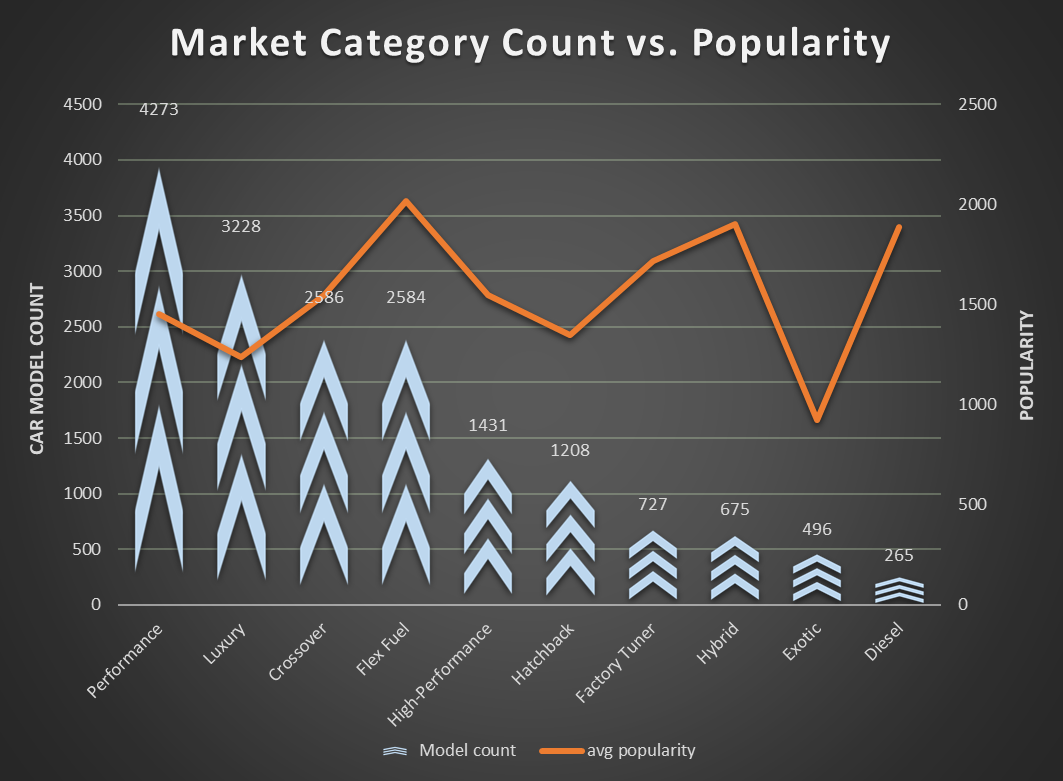 Market Category Count vs. Popularity
4500
4000
3500
3000
2500
2000
1500
1000
500
0
CAR MODEL COUNT
4273
3228
2586
2584
1431
1208
727
675
496
265
2500
2000
1500
1000
500
0
POPULARITY
Performance
Luxury
Crossover
Flex Fuel
High-Performance
Hatchback
Factory Tuner
Hybrid
Exotic
Diesel
Model count
avg popularity